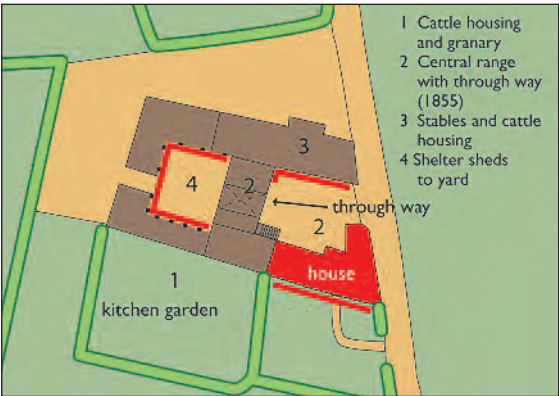 1 Cattle housing
and granary
2 Central range
with through way
(1855)
3 Stables and cattle
housing
4 Shelter sheds
to yard
3
4
2
through way
2
house
1
kitchen garden